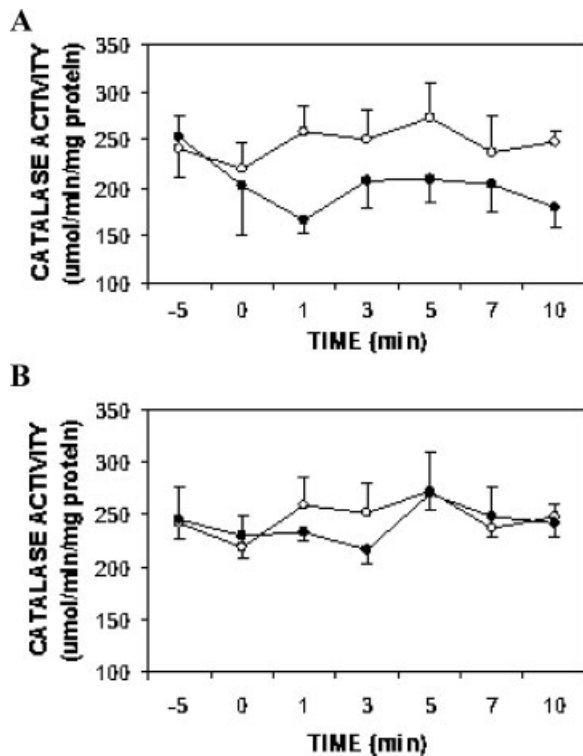 A
CATALASE ACTIVITY
(umol/min/mg protein)
350
300
250
200
150
100
-5 0 1 3 5 7 10
TIME (min)
B
CATALASE ACTIVITY
(umol/min/mg protein)
350
300
250
200
150
100
-5 0 1 3 5 7 10
TIME (min)